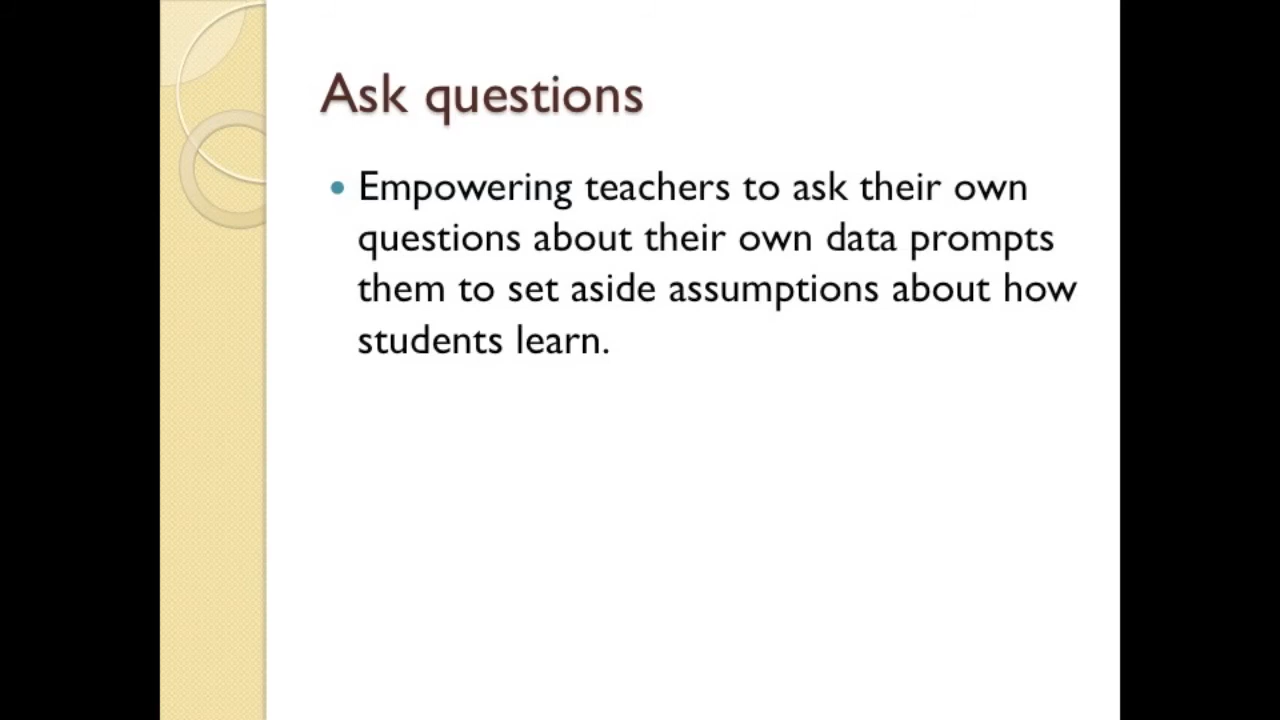 Ask questions
Empowering teachers to ask their own
questions about their own data prompts
them to set aside assumptions about how
students learn.